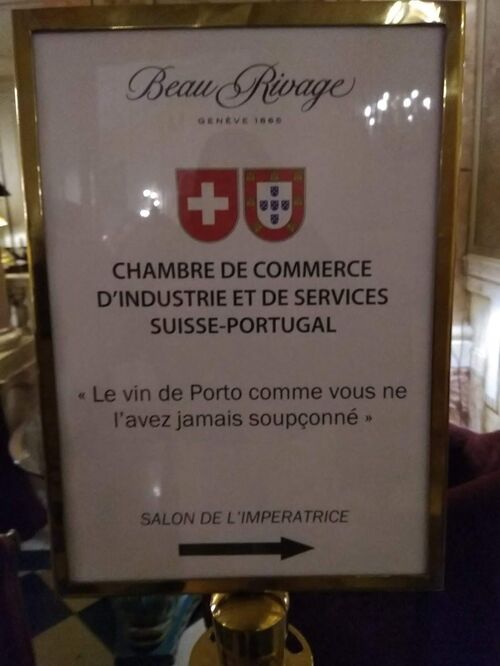 Beau Rivage
GENÈVE 1865
CHAMBRE DE COMMERCE
D'INDUSTRIE ET DE SERVICES
SUISSE-PORTUGAL
« Le vin de Porto comme vous ne
l'avez jamais soupçonné »
SALON DE L'IMPERATRICE